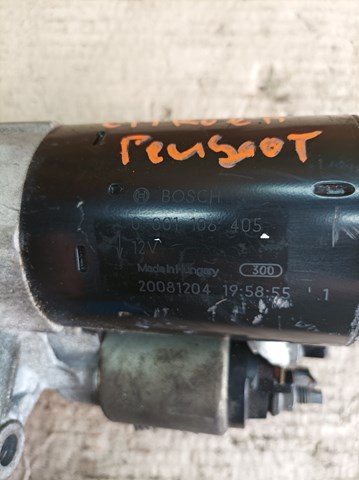 CITROEN
PEUGEOT
BOSCH
0 001 108 405
12V
Made in Hungary 300
20081204 19:58:55 1